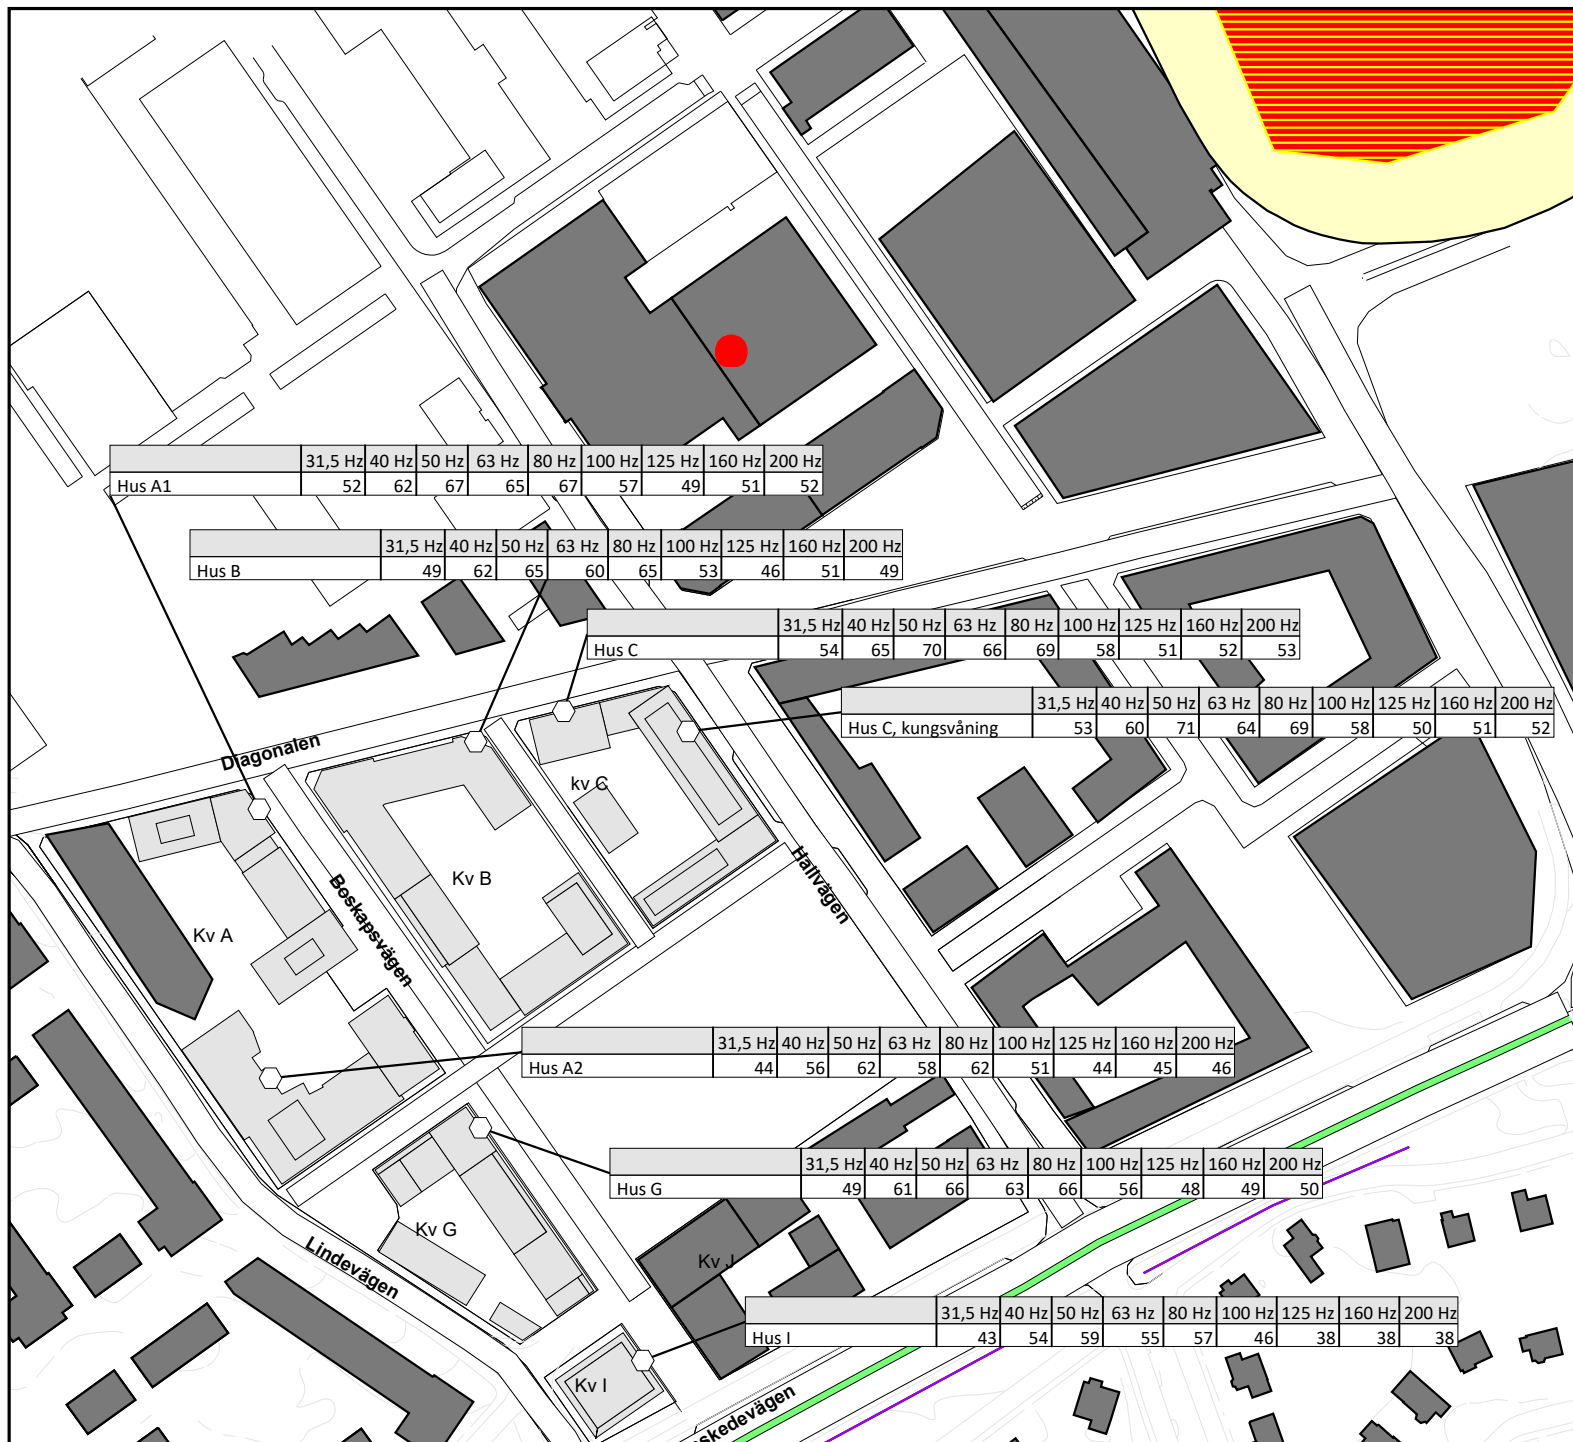 31,5 Hz 40 Hz 50 Hz 63 Hz 80 Hz 100 Hz 125 Hz 160 Hz 200 Hz
Hus A1 52 62 67 65 67 57 49 51 52
31,5 Hz 40 Hz 50 Hz 63 Hz 80 Hz 100 Hz 125 Hz 160 Hz 200 Hz
Hus B 49 62 65 60 65 53 46 51 49
31,5 Hz 40 Hz 50 Hz 63 Hz 80 Hz 100 Hz 125 Hz 160 Hz 200 Hz
Hus C 54 65 70 66 69 58 51 52 53
31,5 Hz 40 Hz 50 Hz 63 Hz 80 Hz 100 Hz 125 Hz 160 Hz 200 Hz
Hus C, kungsvåning 53 60 71 64 69 58 50 51 52
Diagonalen
kv C
Kv B
Hallvägen
Boskapsvägen
Kv A
31,5 Hz 40 Hz 50 Hz 63 Hz 80 Hz 100 Hz 125 Hz 160 Hz 200 Hz
Hus A2 44 56 62 58 62 51 44 45 46
31,5 Hz 40 Hz 50 Hz 63 Hz 80 Hz 100 Hz 125 Hz 160 Hz 200 Hz
Hus G 49 61 66 63 66 56 48 49 50
Kv G
Lindevägen
Kv J
31,5 Hz 40 Hz 50 Hz 63 Hz 80 Hz 100 Hz 125 Hz 160 Hz 200 Hz
Hus I 43 54 59 55 57 46 38 38 38
Kv I
skedevägen